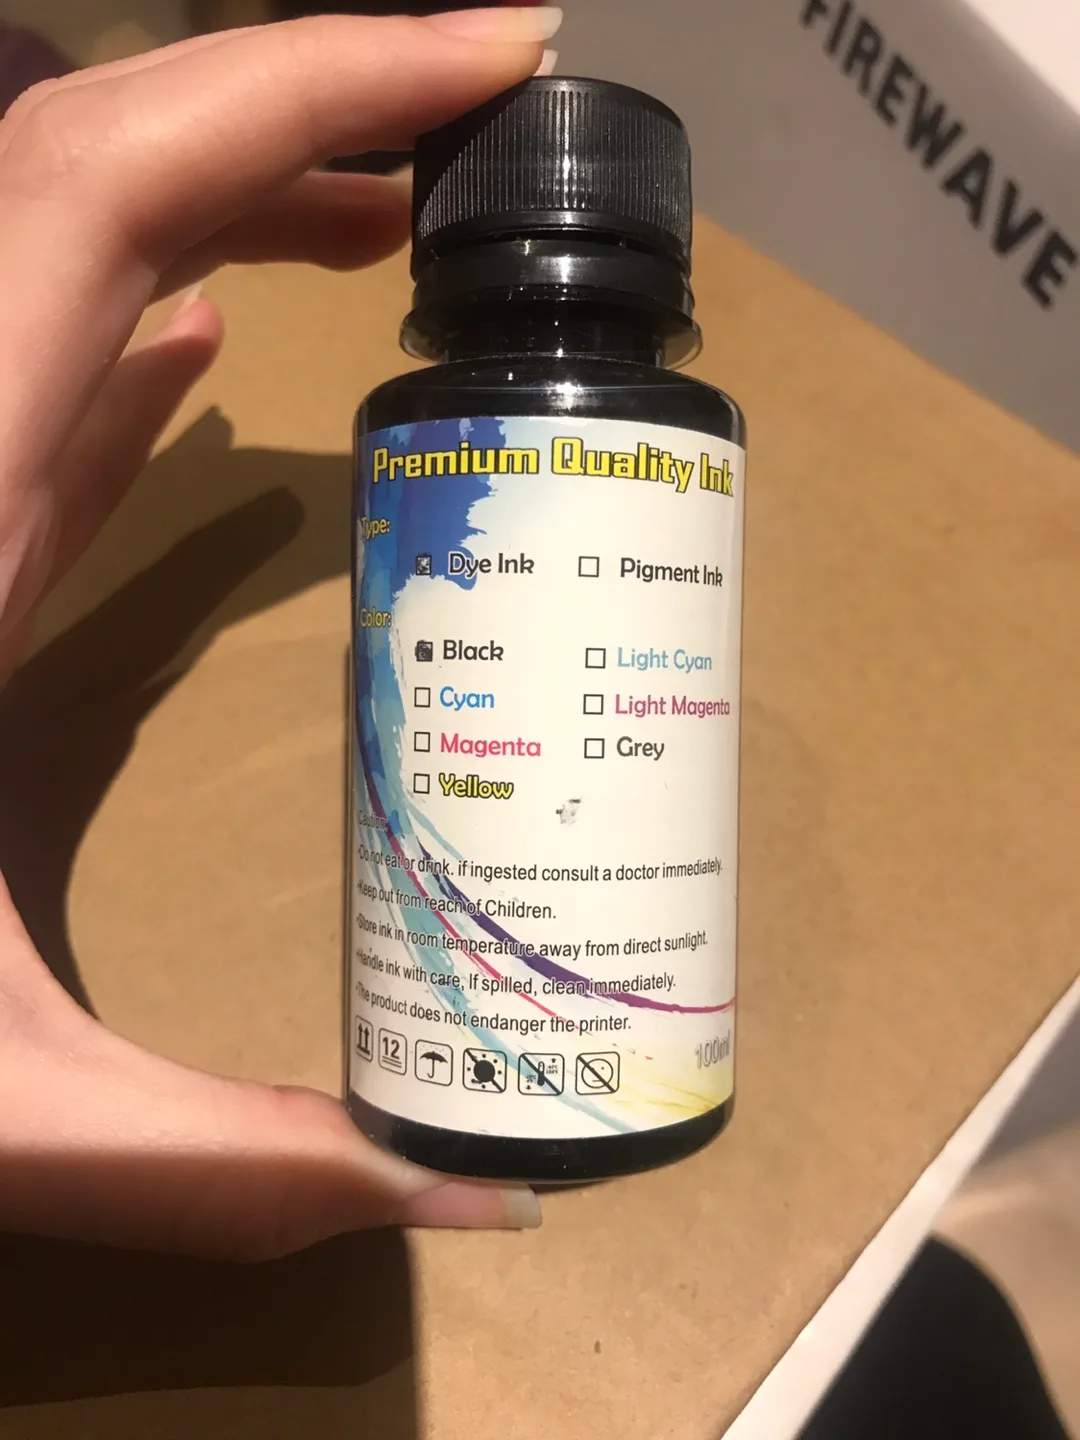 FIREWAVE
Premium Quality Ink
Type:
Dye Ink Pigment Ink
Color:
Black Light Cyan
Cyan Light Magenta
Magenta Grey
Yellow
Caution:
•Do not eat or drink. if ingested consult a doctor immediately.
•Keep out from reach of Children.
•Store ink in room temperature away from direct sunlight.
•Handle ink with care, If spilled, clean immediately.
•The product does not endanger the printer.
12
100ml